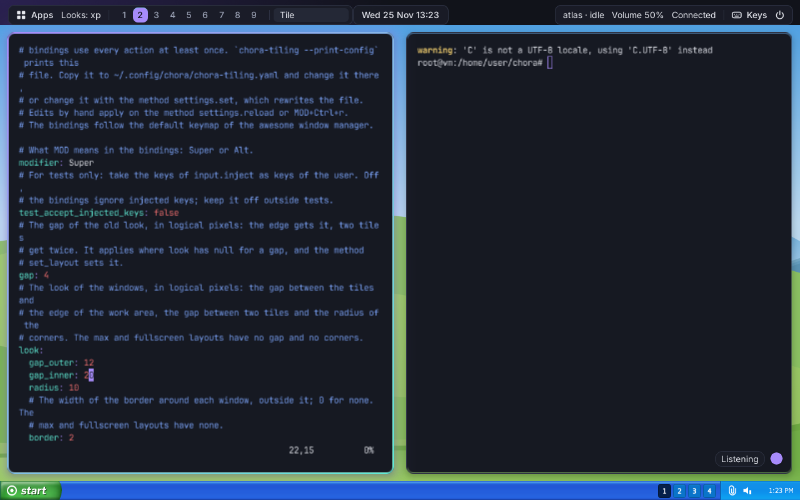 Apps Looks: xp 1 2 3 4 5 6 7 8 9 Tile Wed 25 Nov 13:23 atlas · idle Volume 50% Connected Keys
# bindings use every action at least once. `chora-tiling --print-config`
prints this
# file. Copy it to ~/.config/chora/chora-tiling.yaml and change it there
,
# or change it with the method settings.set, which rewrites the file.
# Edits by hand apply on the method settings.reload or MOD+Ctrl+r.
# The bindings follow the default keymap of the awesome window manager.
# What MOD means in the bindings: Super or Alt.
modifier: Super
# For tests only: take the keys of input.inject as keys of the user. Off
,
# the bindings ignore injected keys; keep it off outside tests.
test_accept_injected_keys: false
# The gap of the old look, in logical pixels: the edge gets it, two tile
s
# get twice. It applies where look has null for a gap, and the method
# set_layout sets it.
gap: 4
# The look of the windows, in logical pixels: the gap between the tiles
and
# the edge of the work area, the gap between two tiles and the radius of
the
# corners. The max and fullscreen layouts have no gap and no corners.
look:
gap_outer: 12
gap_inner: 20
radius: 10
# The width of the border around each window, outside it; 0 for none.
The
# max and fullscreen layouts have none.
border: 2
22,15 0%
warning: 'C' is not a UTF-8 locale, using 'C.UTF-8' instead
root@vm:/home/user/chora#
Listening
start 1 2 3 4 1:23 PM